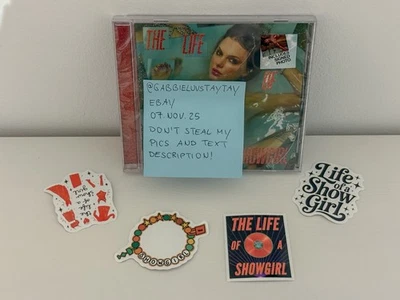 THE LIFE
@GABBIELUVSTAYTAY
EBAY
07. NOV. 25
DON'T STEAL MY
PICS AND TEXT
DESCRIPTION!
SHOWGIRL
Life
of a
Show
Girl
THE LIFE
OF A
SHOWGIRL